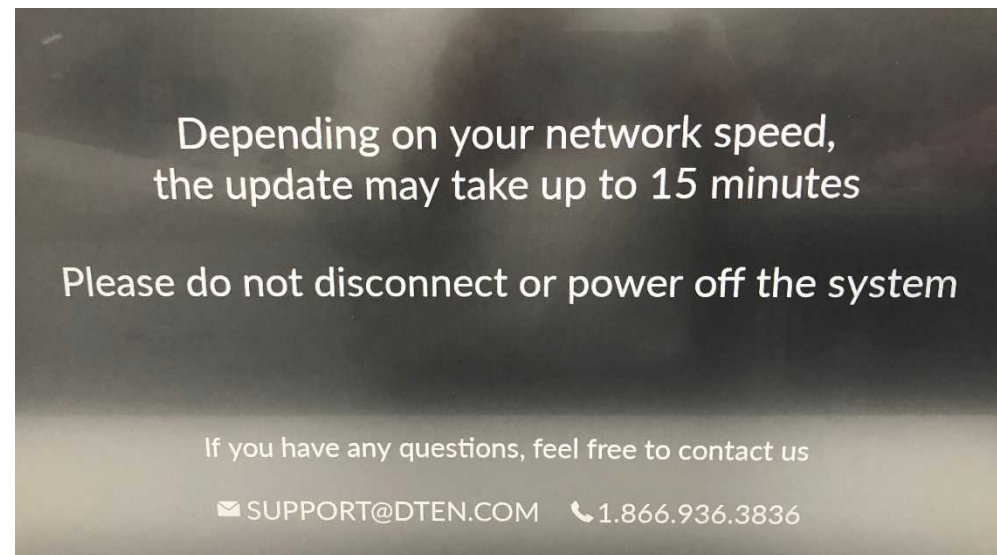 Depending on your network speed,
the update may take up to 15 minutes
Please do not disconnect or power off the system
If you have any questions, feel free to contact us
SUPPORT@DTEN.COM 1.866.936.3836